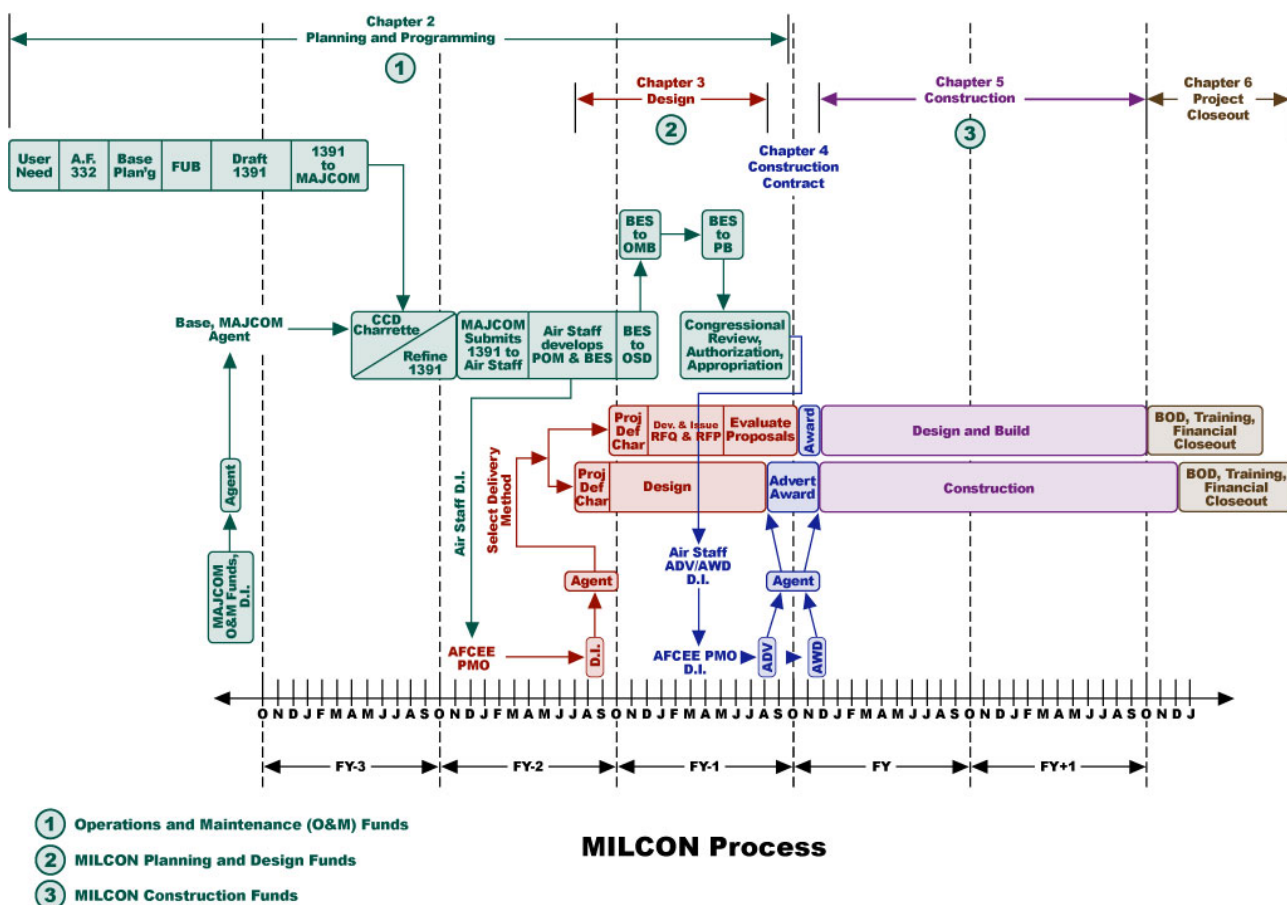 Chapter 2
Planning and Programming
1
Chapter 3
Design
2
Chapter 5
Construction
3
Chapter 6
Project
Closeout
Chapter 4
Construction
Contract
User
Need
A.F.
332
Base
Plan'g
FUB
Draft
1391
1391
to
MAJCOM
BES
to
OMB
BES
to
PB
Base, MAJCOM
Agent
CCD
Charrette
Refine
1391
MAJCOM
Submits
1391 to
Air Staff
Air Staff
develops
POM & BES
BES
to
OSD
Congressional
Review,
Authorization,
Appropriation
Proj
Def
Char
Dev. & Issue
RFQ & RFP
Evaluate
Proposals
Award
Design and Build
BOD, Training,
Financial
Closeout
Proj
Def
Char
Design
Advert
Award
Construction
BOD, Training,
Financial
Closeout
Agent
MAJCOM
O&M Funds,
D.I.
Air Staff D.I.
Select Delivery
Method
Agent
Air Staff
ADV/AWD
D.I.
Agent
AFCEE
PMO
D.I.
AFCEE PMO
D.I.
ADV
AWD
O N D J F M A M J J A S O N D J F M A M J J A S O N D J F M A M J J A S O N D J F M A M J J A S O N D J F M A M J J A S O N D J
FY-3
FY-2
FY-1
FY
FY+1
1 Operations and Maintenance (O&M) Funds
2 MILCON Planning and Design Funds
3 MILCON Construction Funds
MILCON Process